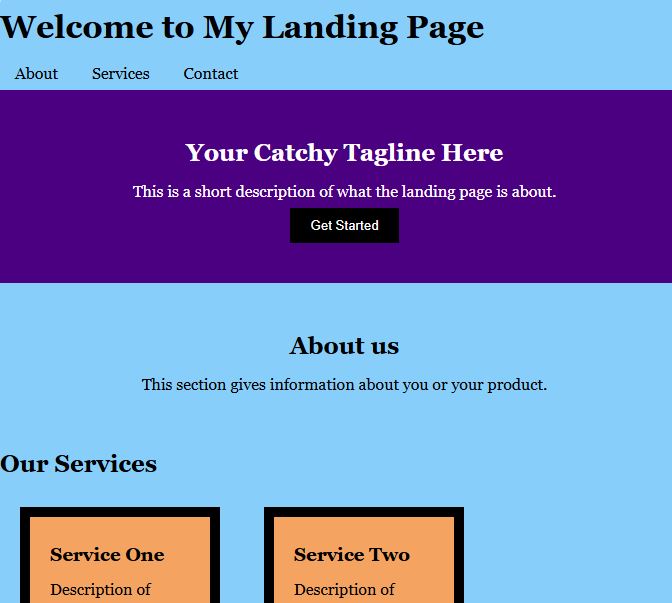 Welcome to My Landing Page
About Services Contact
Your Catchy Tagline Here
This is a short description of what the landing page is about.
Get Started
About us
This section gives information about you or your product.
Our Services
Service One Service Two
Description of Description of